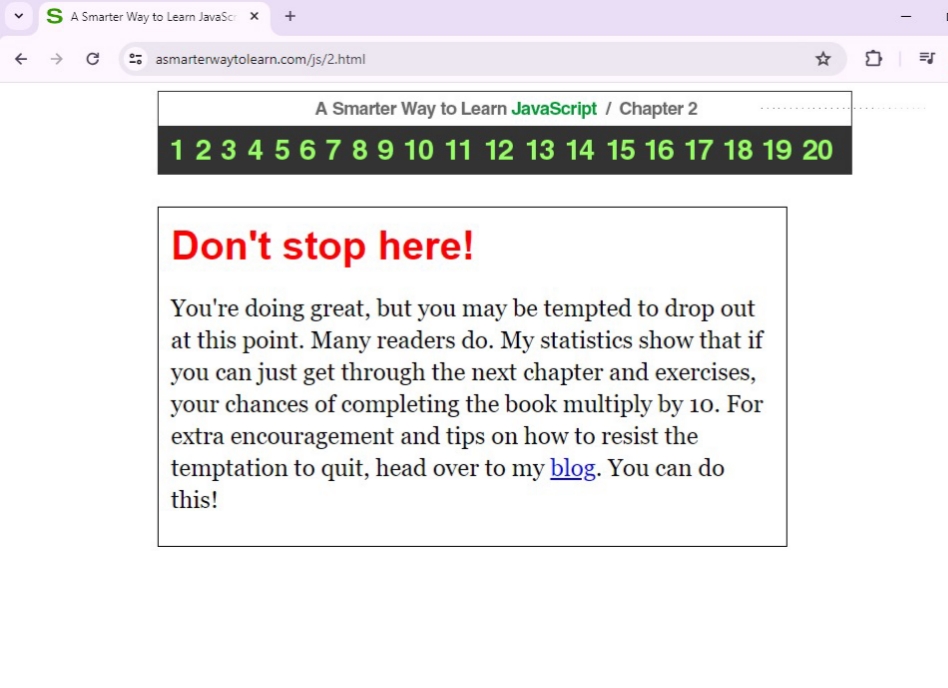 A Smarter Way to Learn JavaSc
asmarterwaytolearn.com/js/2.html
A Smarter Way to Learn JavaScript / Chapter 2
1 2 3 4 5 6 7 8 9 10 11 12 13 14 15 16 17 18 19 20
Don't stop here!
You're doing great, but you may be tempted to drop out
at this point. Many readers do. My statistics show that if
you can just get through the next chapter and exercises,
your chances of completing the book multiply by 10. For
extra encouragement and tips on how to resist the
temptation to quit, head over to my blog. You can do
this!